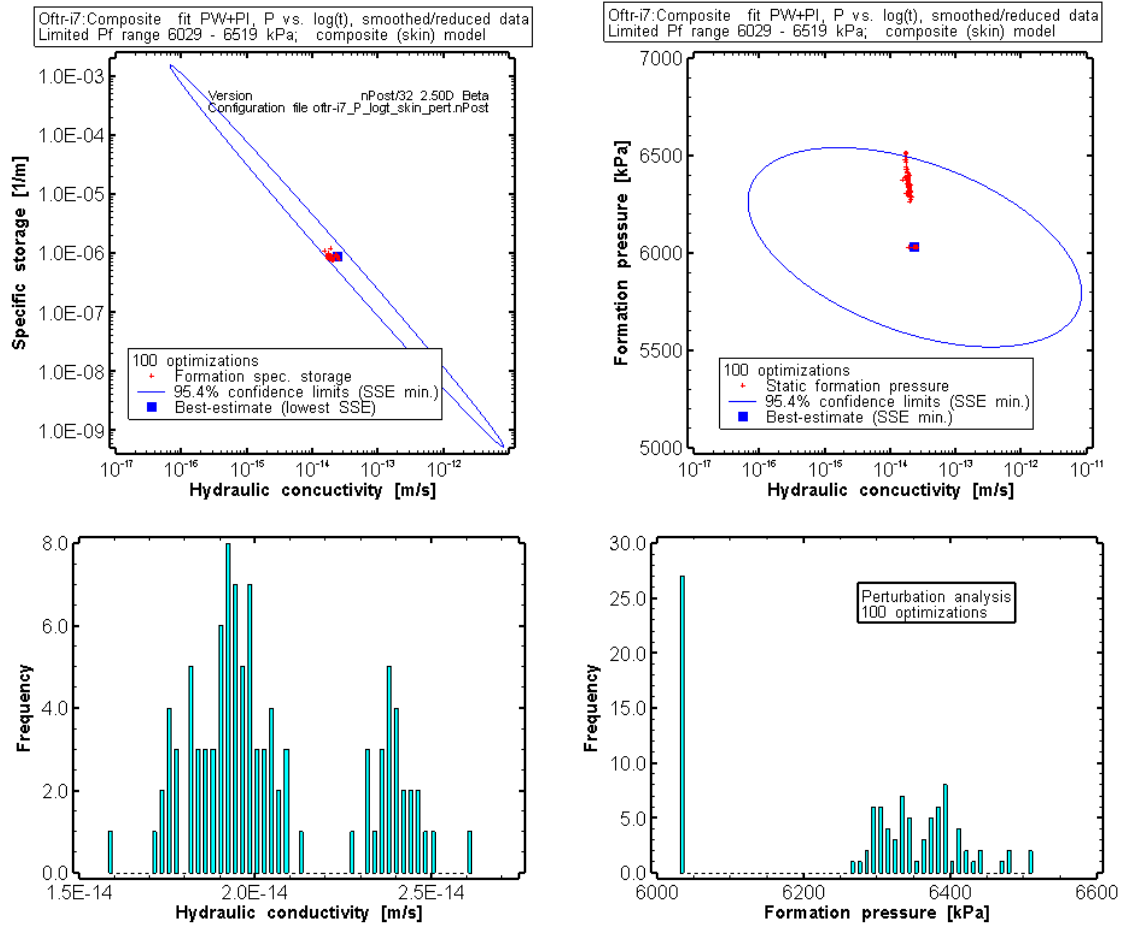 Oftr-i7:Composite fit PW+PI, P vs. log(t), smoothed/reduced data
Limited Pf range 6029 - 6519 kPa; composite (skin) model
1.0E-03
1.0E-04
1.0E-05
1.0E-06
1.0E-07
1.0E-08
1.0E-09
Specific storage [1/m]
Version nPost/32 2.50D Beta
Configuration file oftr-i7_P_logt_skin_pert.nPost
100 optimizations
Formation spec. storage
95.4% confidence limits (SSE min.)
Best-estimate (lowest SSE)
10-17 10-16 10-15 10-14 10-13 10-12
Hydraulic concuctivity [m/s]
Oftr-i7:Composite fit PW+PI, P vs. log(t), smoothed/reduced data
Limited Pf range 6029 - 6519 kPa; composite (skin) model
7000
6500
6000
5500
5000
Formation pressure [kPa]
100 optimizations
Static formation pressure
95.4% confidence limits (SSE min.)
Best-estimate (SSE min.)
10-17 10-16 10-15 10-14 10-13 10-12 10-11
Hydraulic concuctivity [m/s]
8.0
6.0
4.0
2.0
0.0
Frequency
1.5E-14 2.0E-14 2.5E-14
Hydraulic conductivity [m/s]
30.0
25.0
20.0
15.0
10.0
5.0
0.0
Frequency
Perturbation analysis
100 optimizations
6000 6200 6400 6600
Formation pressure [kPa]